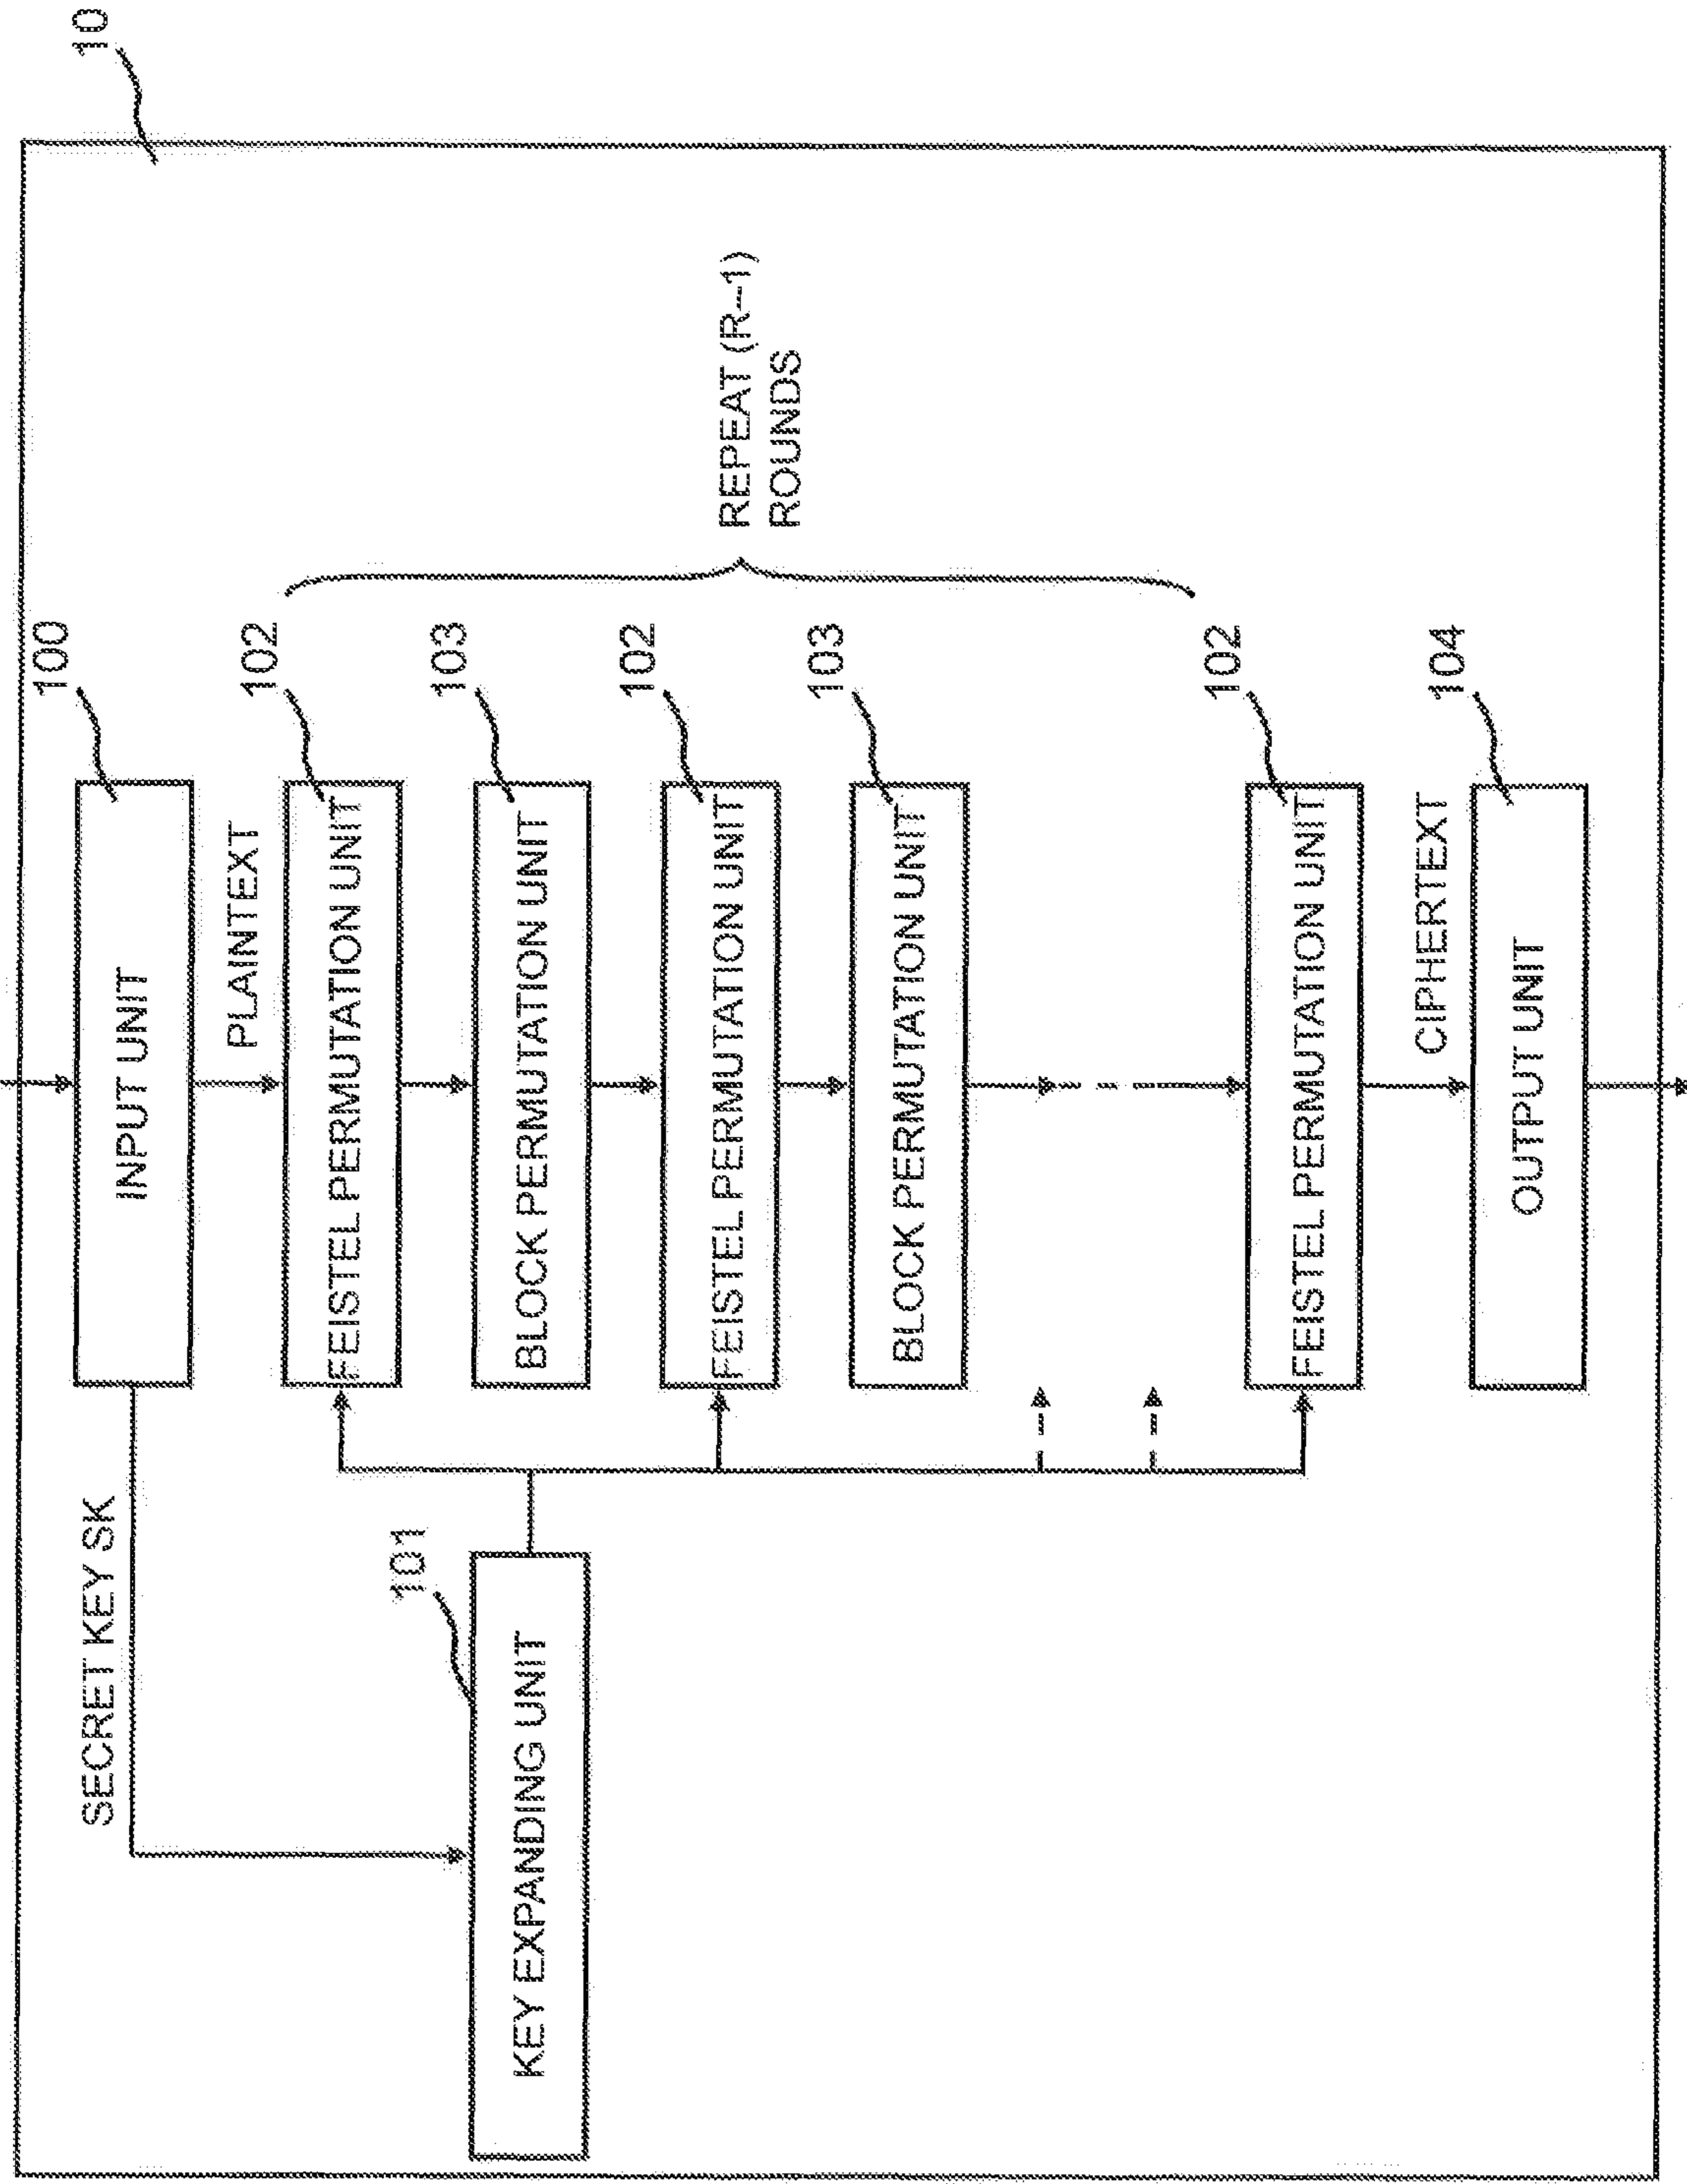 10
100
INPUT UNIT
SECRET KEY SK
PLAINTEXT
102
FEISTEL PERMUTATION UNIT
101
KEY EXPANDING UNIT
103
BLOCK PERMUTATION UNIT
102
FEISTEL PERMUTATION UNIT
REPEAT (R-1)
ROUNDS
103
BLOCK PERMUTATION UNIT
102
FEISTEL PERMUTATION UNIT
CIPHERTEXT
104
OUTPUT UNIT